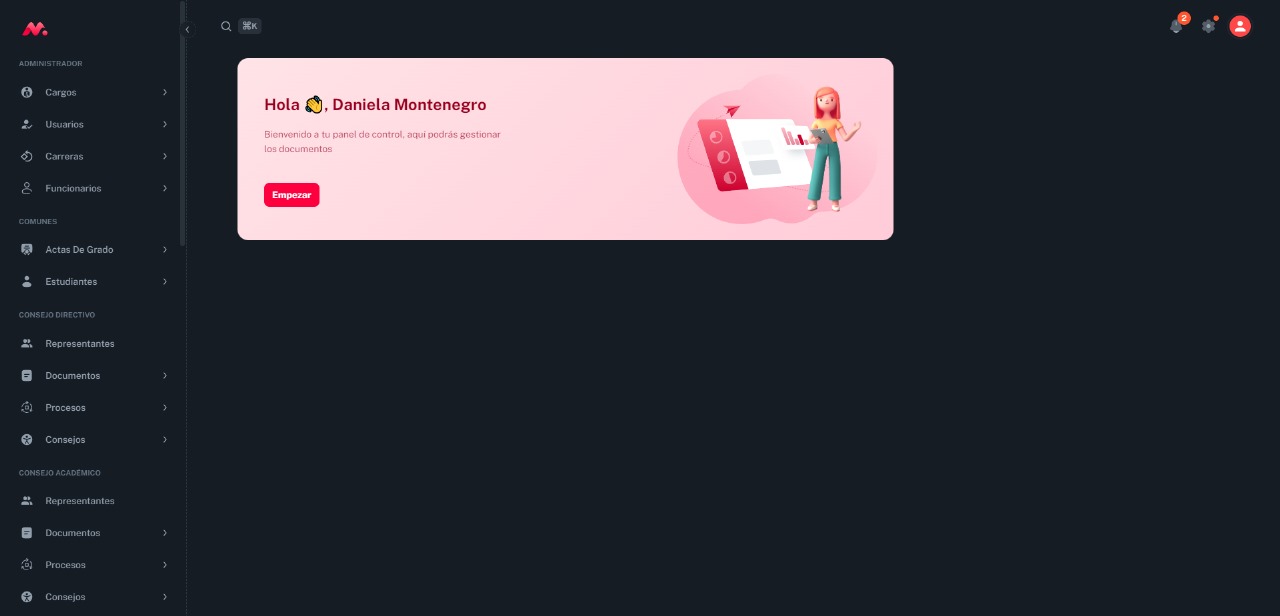 ⌘K
2
ADMINISTRADOR
Cargos
Usuarios
Carreras
Funcionarios
COMUNES
Actas De Grado
Estudiantes
CONSEJO DIRECTIVO
Representantes
Documentos
Procesos
Consejos
CONSEJO ACADÉMICO
Representantes
Documentos
Procesos
Consejos
Hola 👋, Daniela Montenegro
Bienvenido a tu panel de control, aquí podrás gestionar
los documentos
Empezar